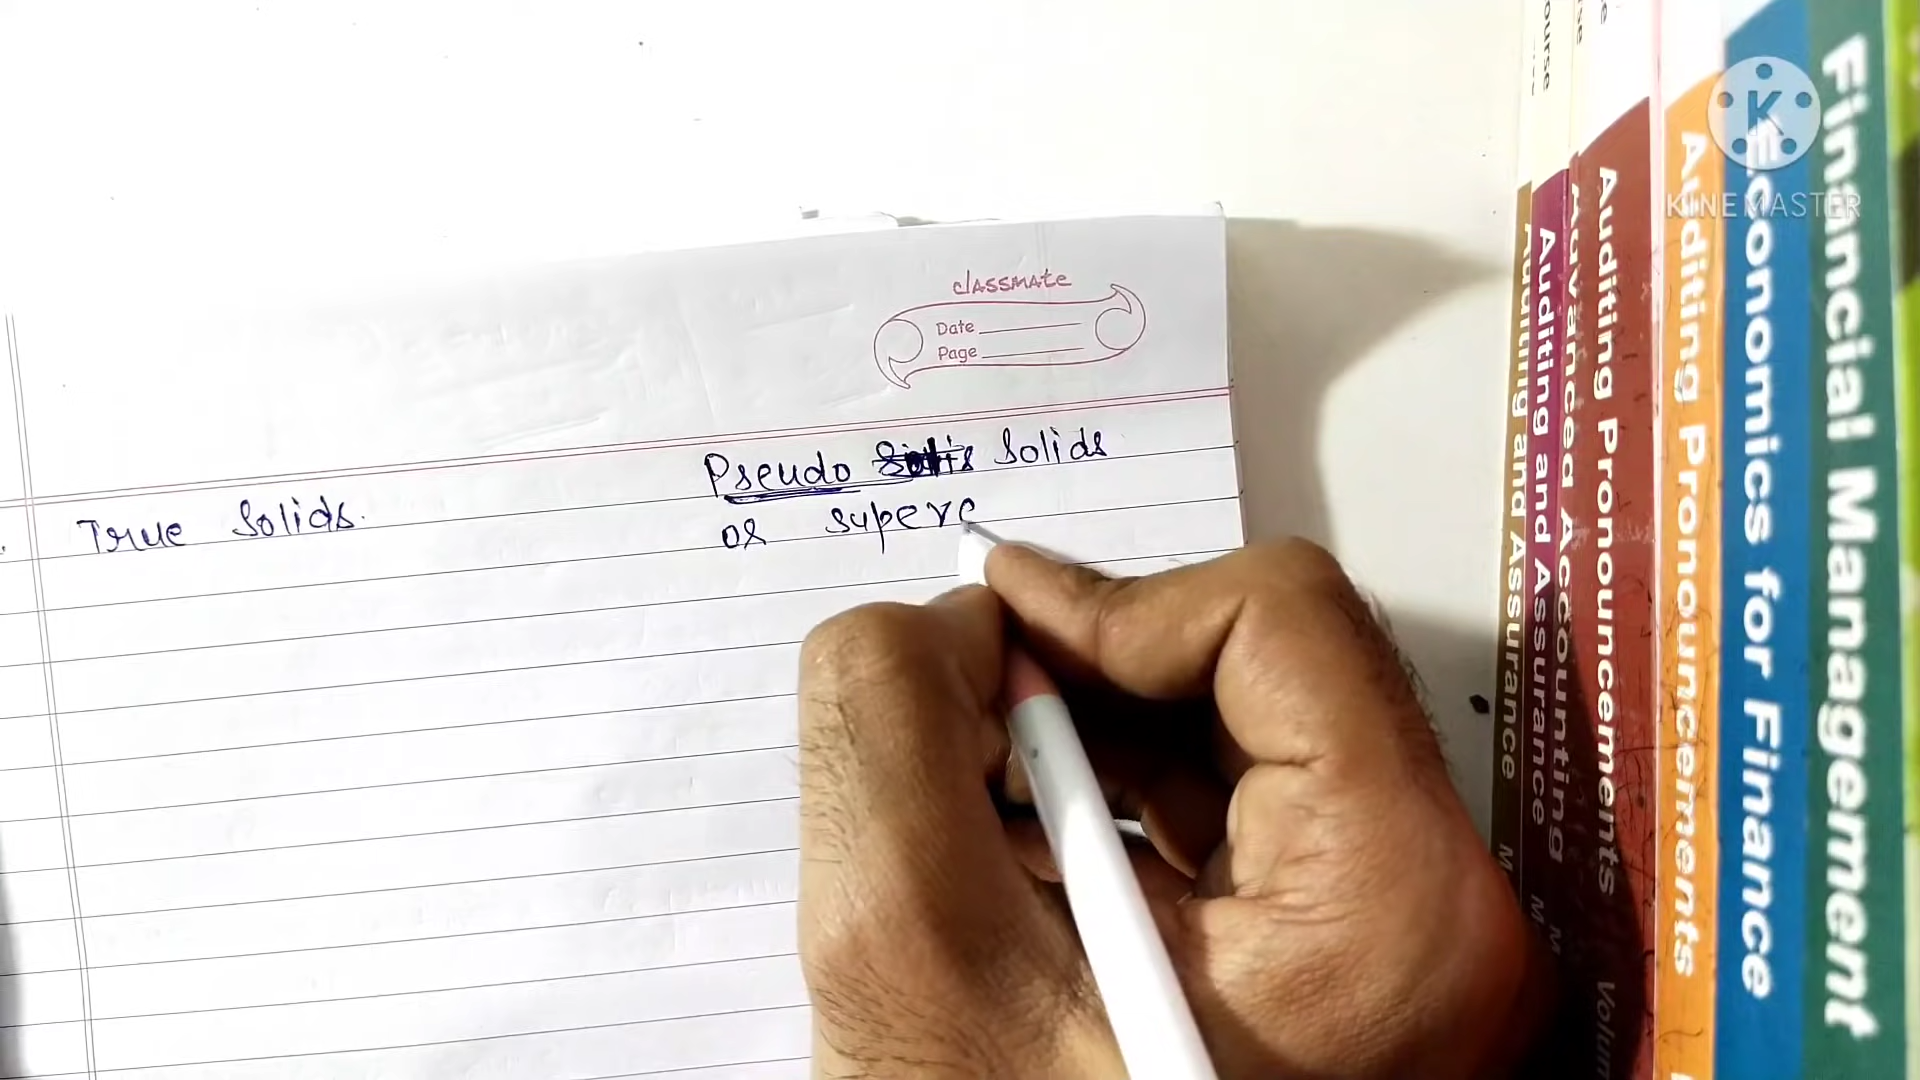 classmate
Date
Page
Pseudo Solids
True Solids.
or superc
KINEMASTER
Financial Management
Economics for Finance
Auditing Pronouncements
Auditing Pronouncements
Advanced Accounting M
Auditing and Assurance M
Auditing and Assurance M
ourse